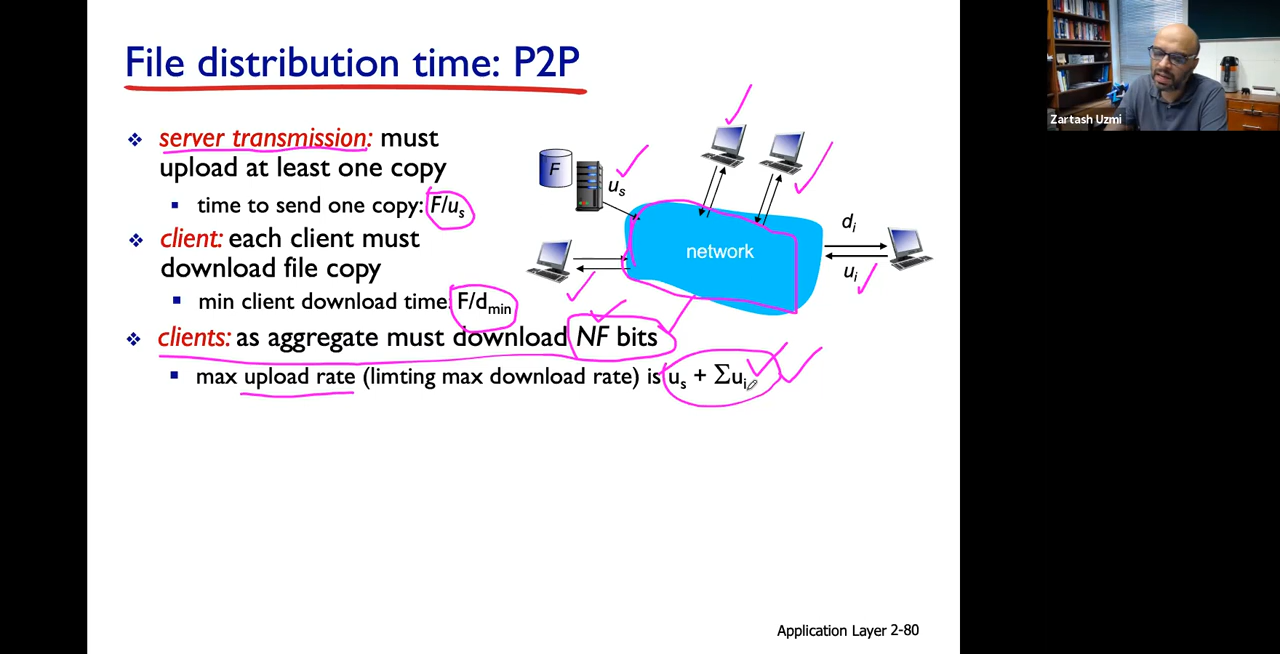 File distribution time: P2P
❖ server transmission: must
upload at least one copy
▪ time to send one copy: F/us
❖ client: each client must
download file copy
▪ min client download time: F/dmin
❖ clients: as aggregate must download NF bits
▪ max upload rate (limting max download rate) is us + Σui
F
us
network
di
ui
Application Layer 2-80
Zartash Uzmi